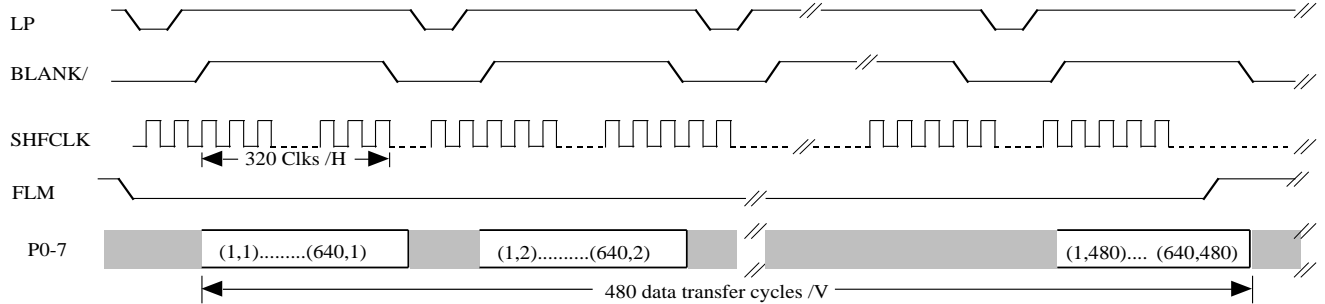 LP
BLANK/
SHFCLK
320 Clks /H
FLM
P0-7
(1,1).........(640,1)
(1,2)..........(640,2)
(1,480).... (640,480)
480 data transfer cycles /V